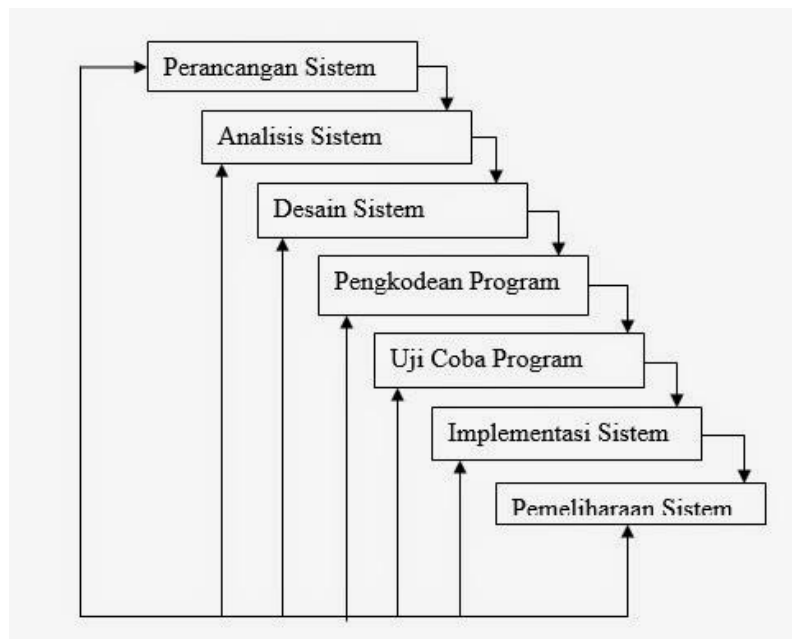 Perancangan Sistem
Analisis Sistem
Desain Sistem
Pengkodean Program
Uji Coba Program
Implementasi Sistem
Pemeliharaan Sistem